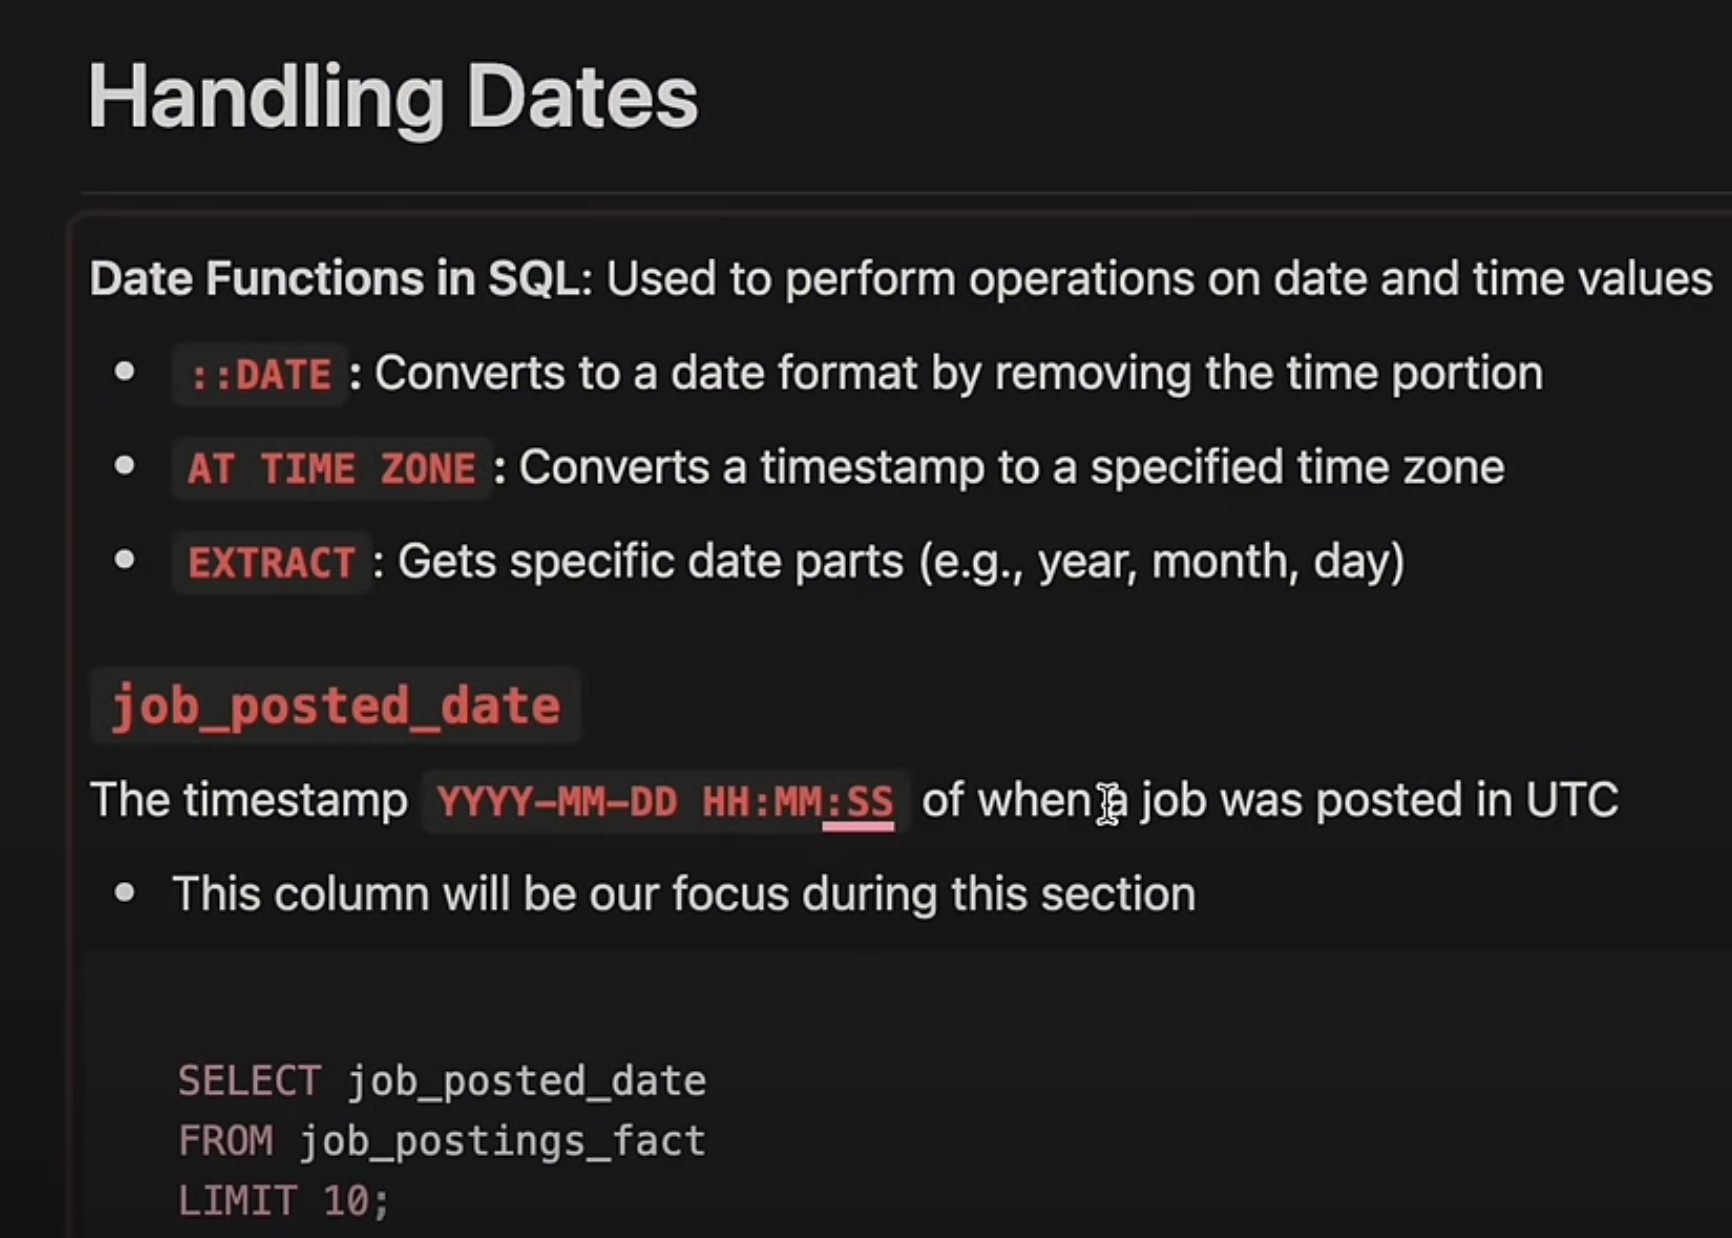 Handling Dates
Date Functions in SQL: Used to perform operations on date and time values
• ::DATE : Converts to a date format by removing the time portion
• AT TIME ZONE : Converts a timestamp to a specified time zone
• EXTRACT : Gets specific date parts (e.g., year, month, day)
job_posted_date
The timestamp YYYY-MM-DD HH:MM:SS of when a job was posted in UTC
• This column will be our focus during this section
SELECT job_posted_date
FROM job_postings_fact
LIMIT 10;